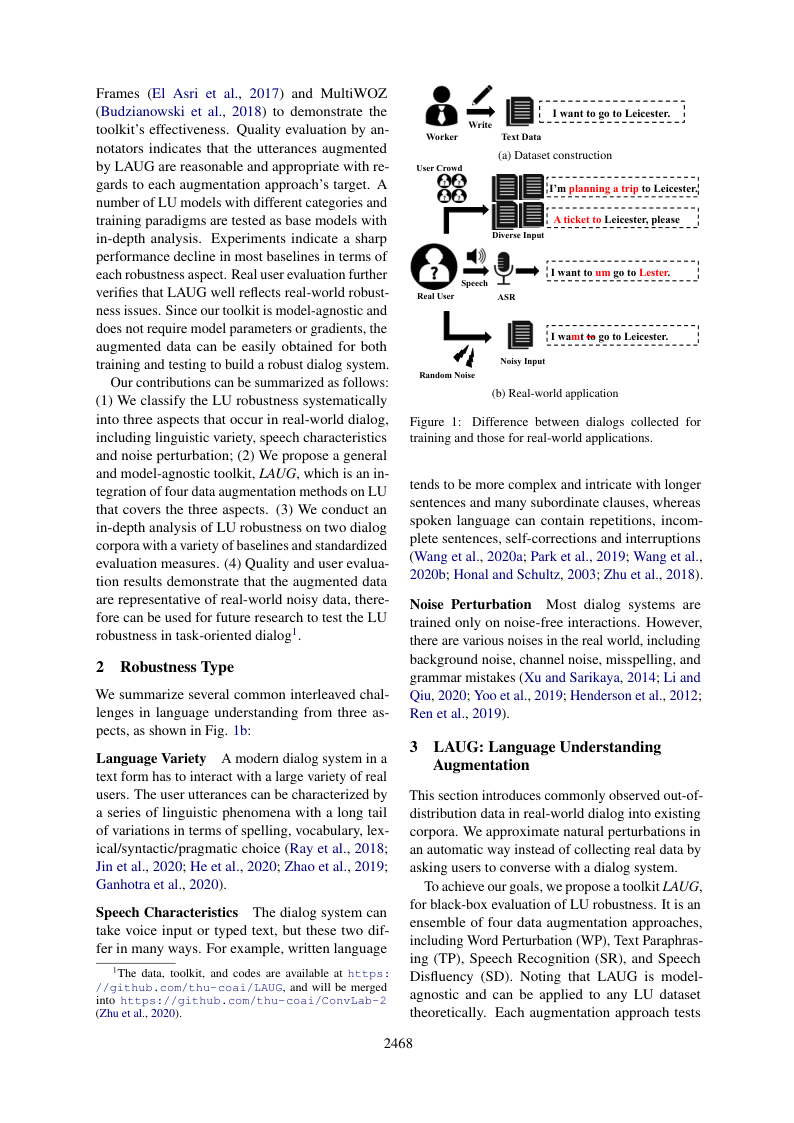 Frames (El Asri et al., 2017) and MultiWOZ
(Budzianowski et al., 2018) to demonstrate the
toolkit's effectiveness. Quality evaluation by an-
notators indicates that the utterances augmented
by LAUG are reasonable and appropriate with re-
gards to each augmentation approach's target. A
number of LU models with different categories and
training paradigms are tested as base models with
in-depth analysis. Experiments indicate a sharp
performance decline in most baselines in terms of
each robustness aspect. Real user evaluation further
verifies that LAUG well reflects real-world robust-
ness issues. Since our toolkit is model-agnostic and
does not require model parameters or gradients, the
augmented data can be easily obtained for both
training and testing to build a robust dialog system.
Our contributions can be summarized as follows:
(1) We classify the LU robustness systematically
into three aspects that occur in real-world dialog,
including linguistic variety, speech characteristics
and noise perturbation; (2) We propose a general
and model-agnostic toolkit, LAUG, which is an in-
tegration of four data augmentation methods on LU
that covers the three aspects. (3) We conduct an
in-depth analysis of LU robustness on two dialog
corpora with a variety of baselines and standardized
evaluation measures. (4) Quality and user evalua-
tion results demonstrate that the augmented data
are representative of real-world noisy data, there-
fore can be used for future research to test the LU
robustness in task-oriented dialog1.
2 Robustness Type
We summarize several common interleaved chal-
lenges in language understanding from three as-
pects, as shown in Fig. 1b:
Language Variety A modern dialog system in a
text form has to interact with a large variety of real
users. The user utterances can be characterized by
a series of linguistic phenomena with a long tail
of variations in terms of spelling, vocabulary, lex-
ical/syntactic/pragmatic choice (Ray et al., 2018;
Jin et al., 2020; He et al., 2020; Zhao et al., 2019;
Ganhotra et al., 2020).
Speech Characteristics The dialog system can
take voice input or typed text, but these two dif-
fer in many ways. For example, written language
1The data, toolkit, and codes are available at https:
//github.com/thu-coai/LAUG, and will be merged
into https://github.com/thu-coai/ConvLab-2
(Zhu et al., 2020).
Worker
Write
Text Data
I want to go to Leicester.
(a) Dataset construction
User Crowd
I'm planning a trip to Leicester,
A ticket to Leicester, please
Diverse Input
?
Real User
Speech
ASR
I want to um go to Lester.
I wamt to go to Leicester.
Noisy Input
Random Noise
(b) Real-world application
Figure 1: Difference between dialogs collected for
training and those for real-world applications.
tends to be more complex and intricate with longer
sentences and many subordinate clauses, whereas
spoken language can contain repetitions, incom-
plete sentences, self-corrections and interruptions
(Wang et al., 2020a; Park et al., 2019; Wang et al.,
2020b; Honal and Schultz, 2003; Zhu et al., 2018).
Noise Perturbation Most dialog systems are
trained only on noise-free interactions. However,
there are various noises in the real world, including
background noise, channel noise, misspelling, and
grammar mistakes (Xu and Sarikaya, 2014; Li and
Qiu, 2020; Yoo et al., 2019; Henderson et al., 2012;
Ren et al., 2019).
3 LAUG: Language Understanding
Augmentation
This section introduces commonly observed out-of-
distribution data in real-world dialog into existing
corpora. We approximate natural perturbations in
an automatic way instead of collecting real data by
asking users to converse with a dialog system.
To achieve our goals, we propose a toolkit LAUG,
for black-box evaluation of LU robustness. It is an
ensemble of four data augmentation approaches,
including Word Perturbation (WP), Text Paraphras-
ing (TP), Speech Recognition (SR), and Speech
Disfluency (SD). Noting that LAUG is model-
agnostic and can be applied to any LU dataset
theoretically. Each augmentation approach tests
2468